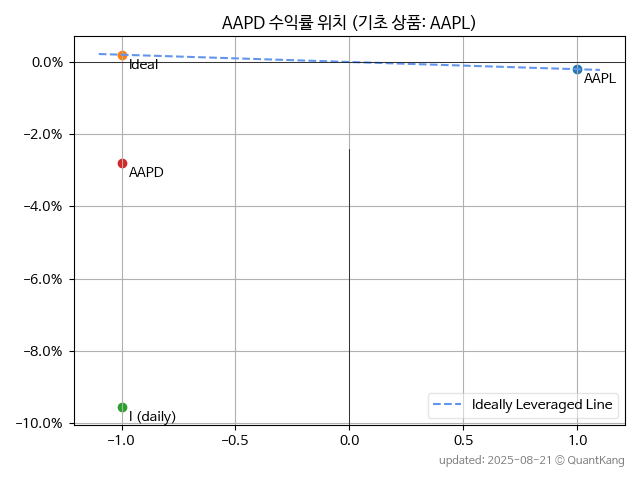 AAPD 수익률 위치 (기초 상품: AAPL)
0.0%
−2.0%
−4.0%
−6.0%
−8.0%
−10.0%
Ideal
AAPL
AAPD
I (daily)
Ideally Leveraged Line
−1.0
−0.5
0.0
0.5
1.0
updated: 2025-08-21 © QuantKang